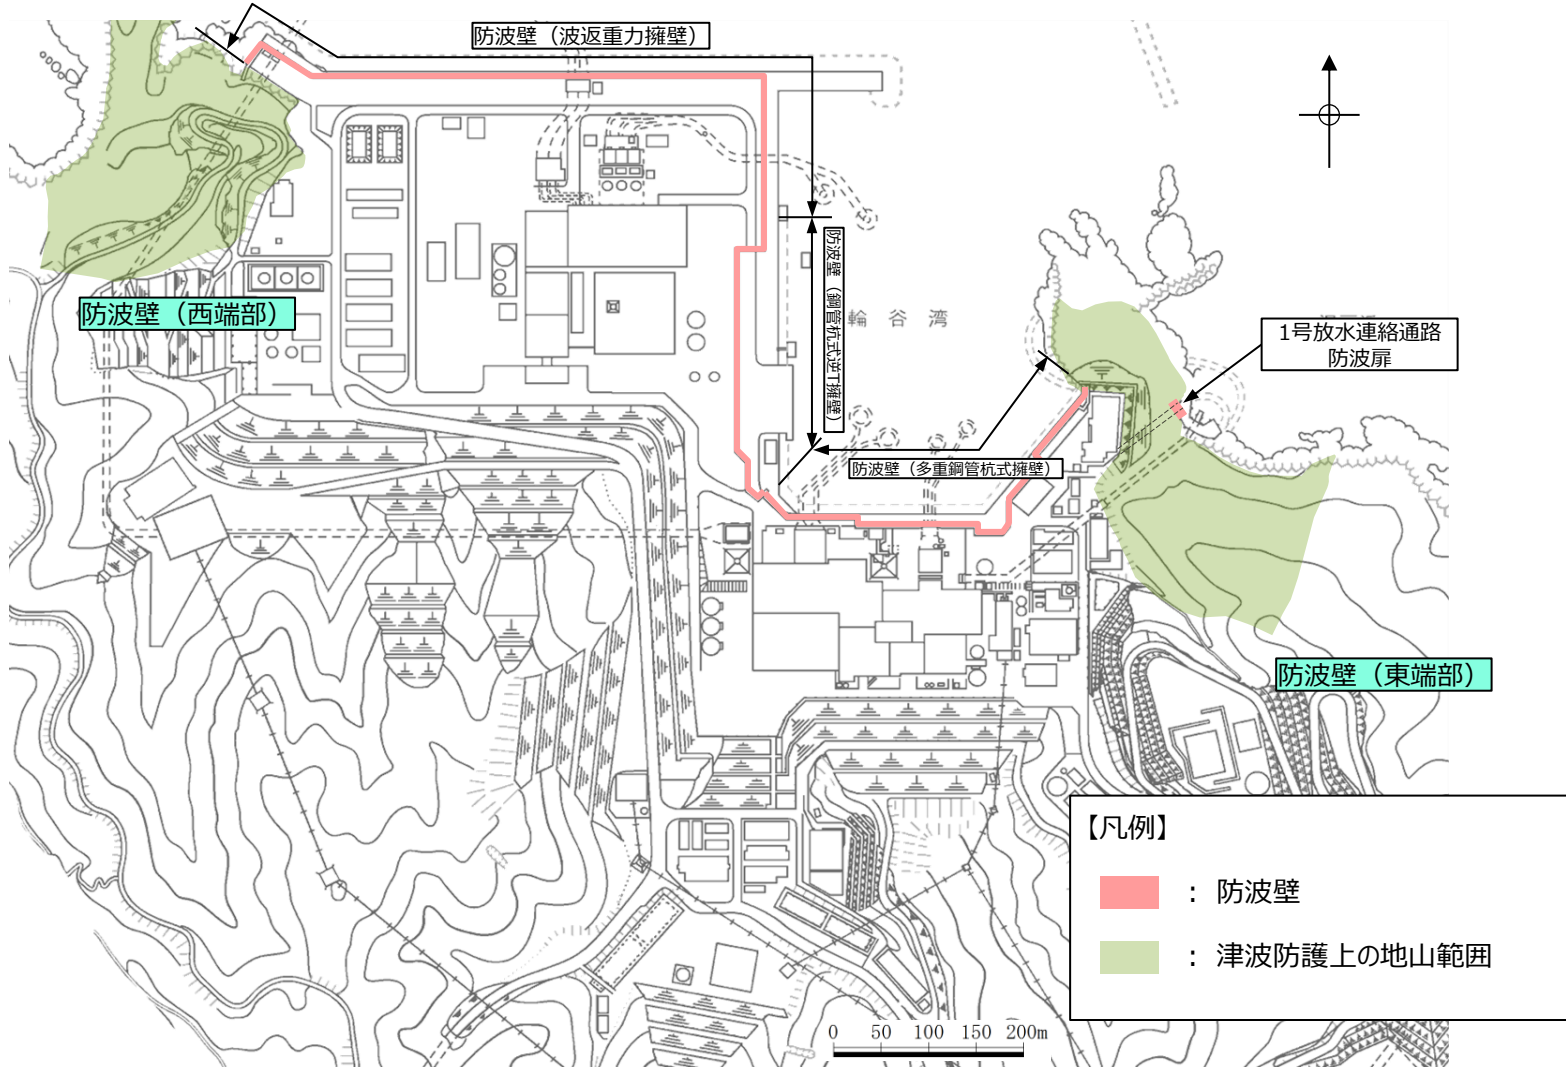 防波壁（波返重力擁壁）
防波壁（西端部）
防波壁（鋼管杭式逆T擁壁）
輪谷湾
1号放水連絡通路
防波扉
防波壁（多重鋼管杭式擁壁）
防波壁（東端部）
【凡例】
：防波壁
：津波防護上の地山範囲
0 50 100 150 200m